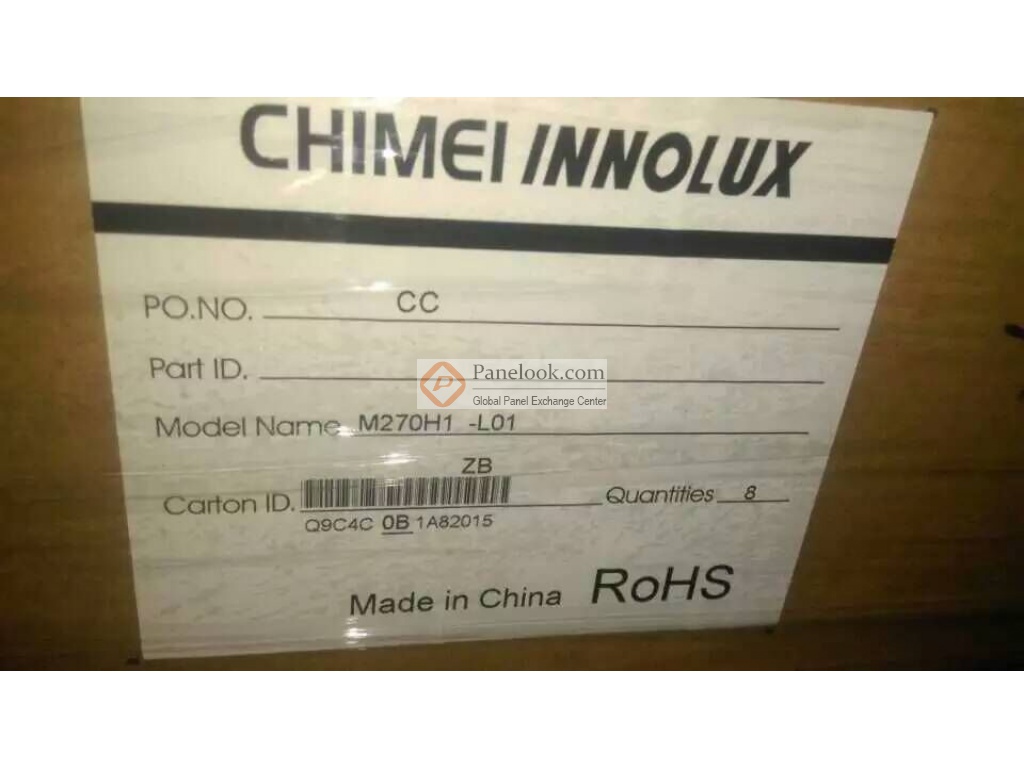 CHIMEI INNOLUX
PO.NO. CC
Part ID.
Panelook.com
Global Panel Exchange Center
Model Name M270H1 -L01
ZB
Carton ID. Quantities 8
Q9C4C 0B 1A82015
Made in China RoHS